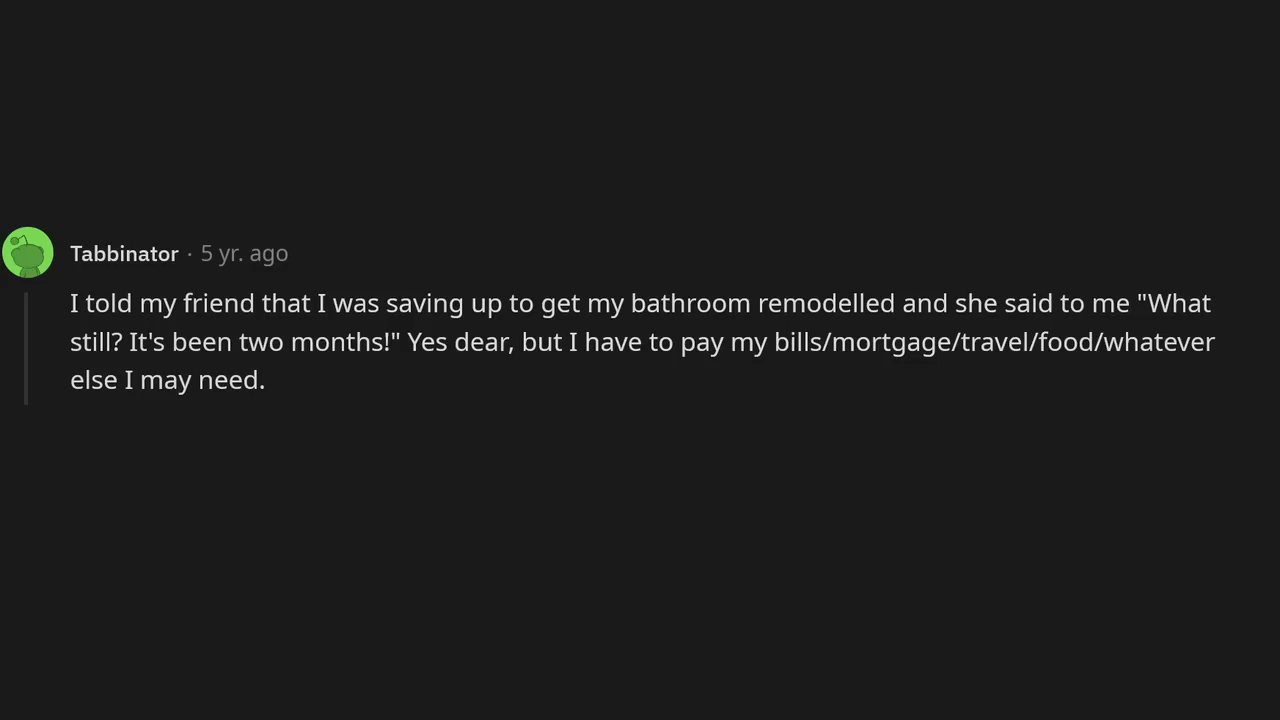 Tabbinator · 5 yr. ago
I told my friend that I was saving up to get my bathroom remodelled and she said to me "What
still? It's been two months!" Yes dear, but I have to pay my bills/mortgage/travel/food/whatever
else I may need.